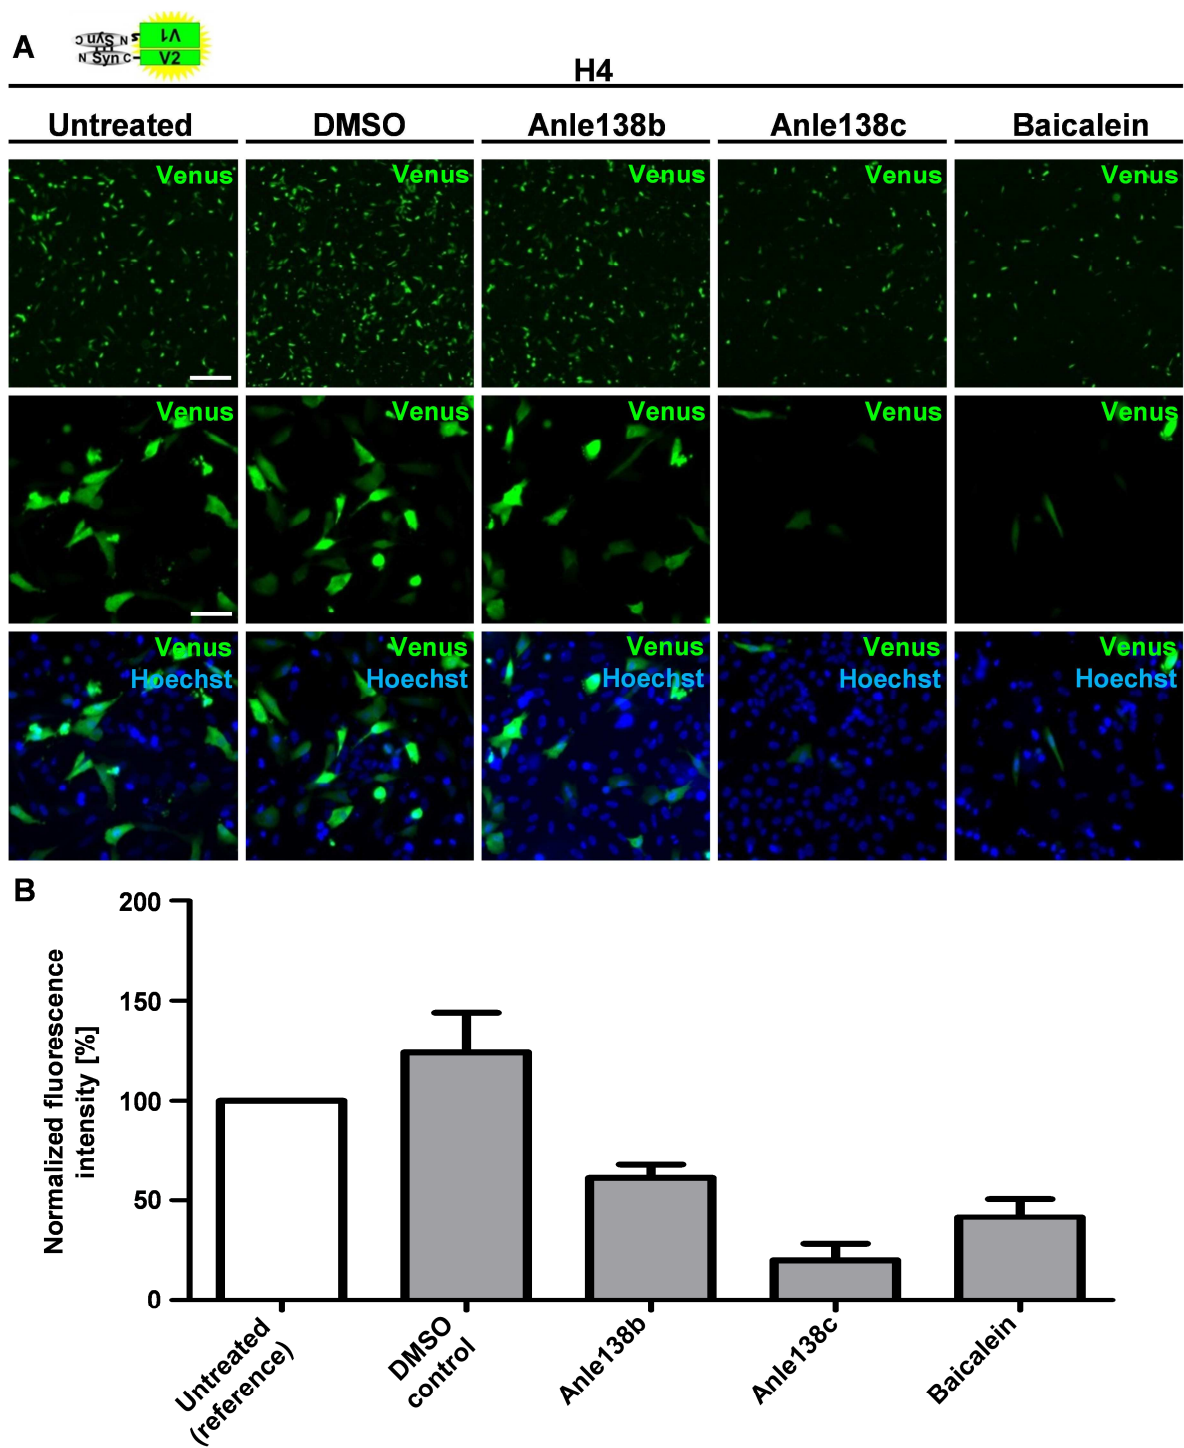 A
C Syn N s V1
N Syn C V2
H4
Untreated DMSO Anle138b Anle138c Baicalein
Venus Venus Venus Venus Venus
Venus Venus Venus Venus Venus
Venus Venus Venus Venus Venus
Hoechst Hoechst Hoechst Hoechst Hoechst
B
Normalized fluorescence
intensity [%]
200
150
100
50
0
Untreated
(reference)
DMSO
control
Anle138b
Anle138c
Baicalein